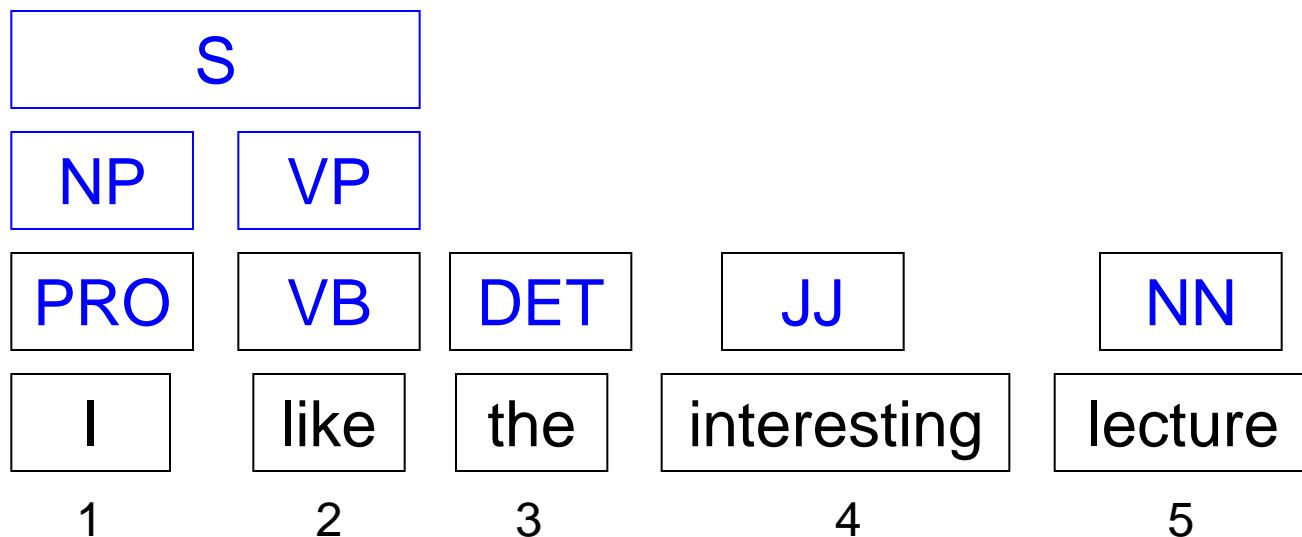 S
NP VP
PRO VB DET JJ NN
I like the interesting lecture
1 2 3 4 5